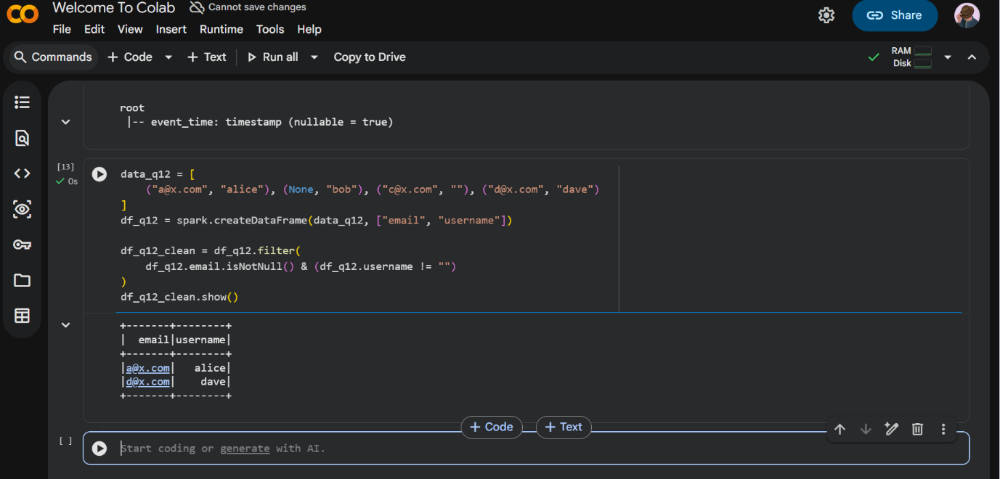 Welcome To Colab
Cannot save changes
Share
File Edit View Insert Runtime Tools Help
Commands + Code + Text Run all Copy to Drive
RAM
Disk
root
 |-- event_time: timestamp (nullable = true)
[13]
0s
data_q12 = [
    ("a@x.com", "alice"), (None, "bob"), ("c@x.com", ""), ("d@x.com", "dave")
]
df_q12 = spark.createDataFrame(data_q12, ["email", "username"])
df_q12_clean = df_q12.filter(
    df_q12.email.isNotNull() & (df_q12.username != "")
)
df_q12_clean.show()
+-------+--------+
|  email|username|
+-------+--------+
|a@x.com|   alice|
|d@x.com|    dave|
+-------+--------+
+ Code + Text
[ ]
Start coding or generate with AI.